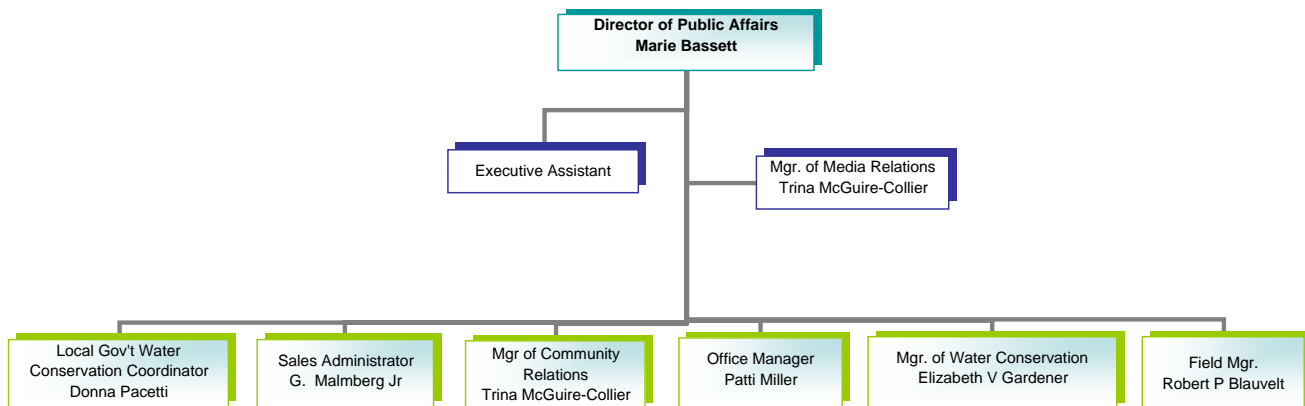 Director of Public Affairs
Marie Bassett
Executive Assistant
Mgr. of Media Relations
Trina McGuire-Collier
Local Gov't Water
Conservation Coordinator
Donna Pacetti
Sales Administrator
G. Malmberg Jr
Mgr of Community
Relations
Trina McGuire-Collier
Office Manager
Patti Miller
Mgr. of Water Conservation
Elizabeth V Gardener
Field Mgr.
Robert P Blauvelt